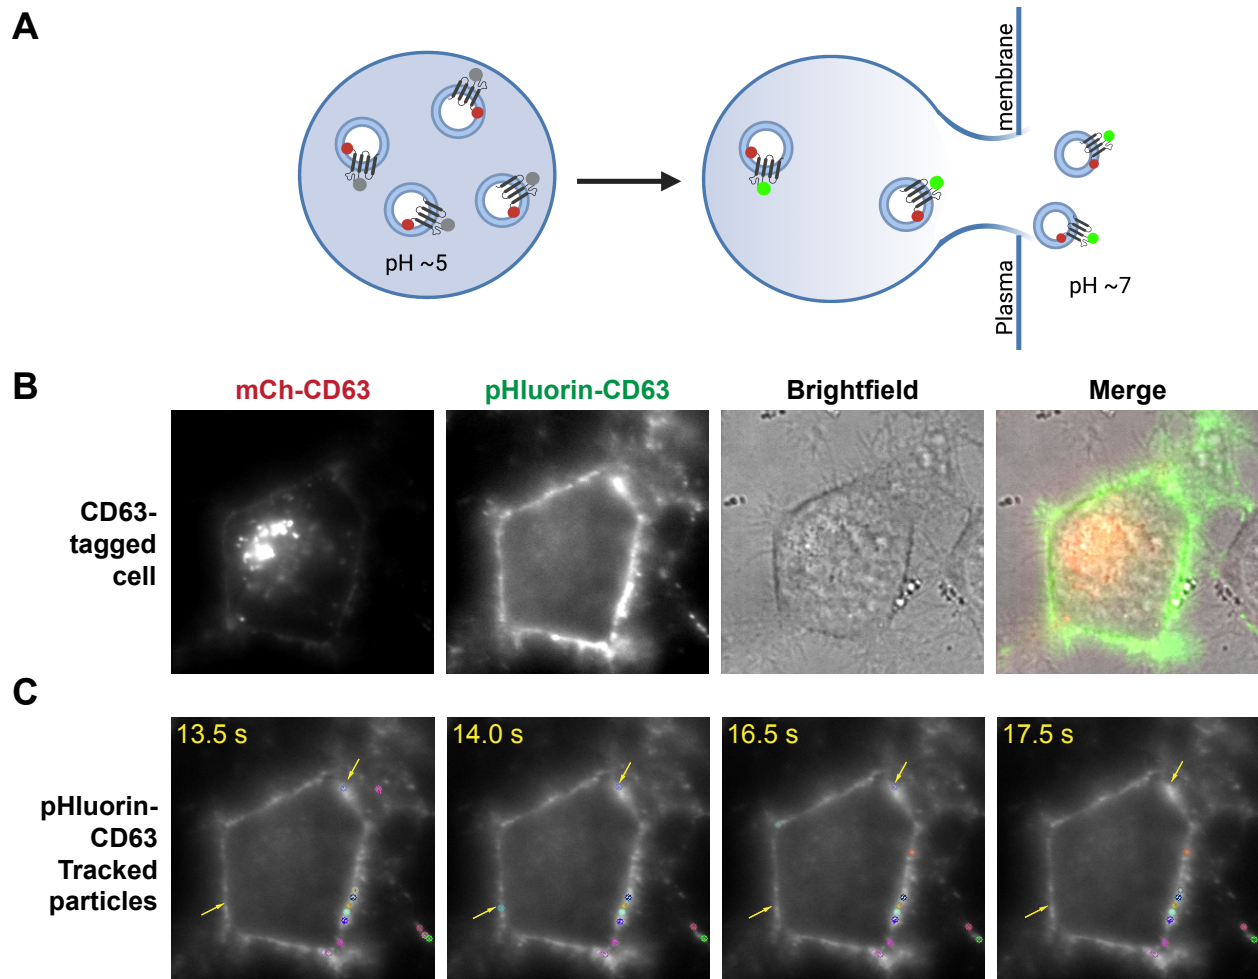 A
pH ~5
Plasma
membrane
pH ~7
B
mCh-CD63
pHluorin-CD63
Brightfield
Merge
CD63-
tagged
cell
C
13.5 s
14.0 s
16.5 s
17.5 s
pHluorin-
CD63
Tracked
particles